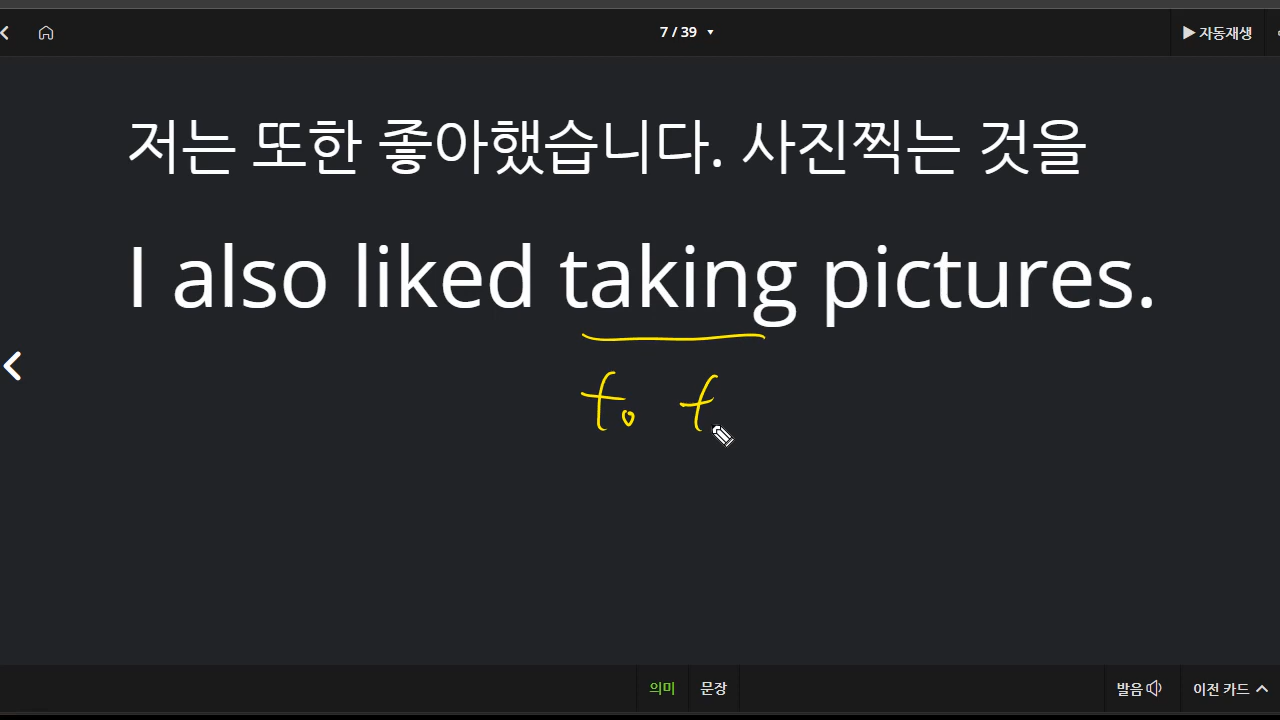 7 / 39
자동재생
저는 또한 좋아했습니다. 사진찍는 것을
I also liked taking pictures.
to t
의미 문장 발음 이전 카드